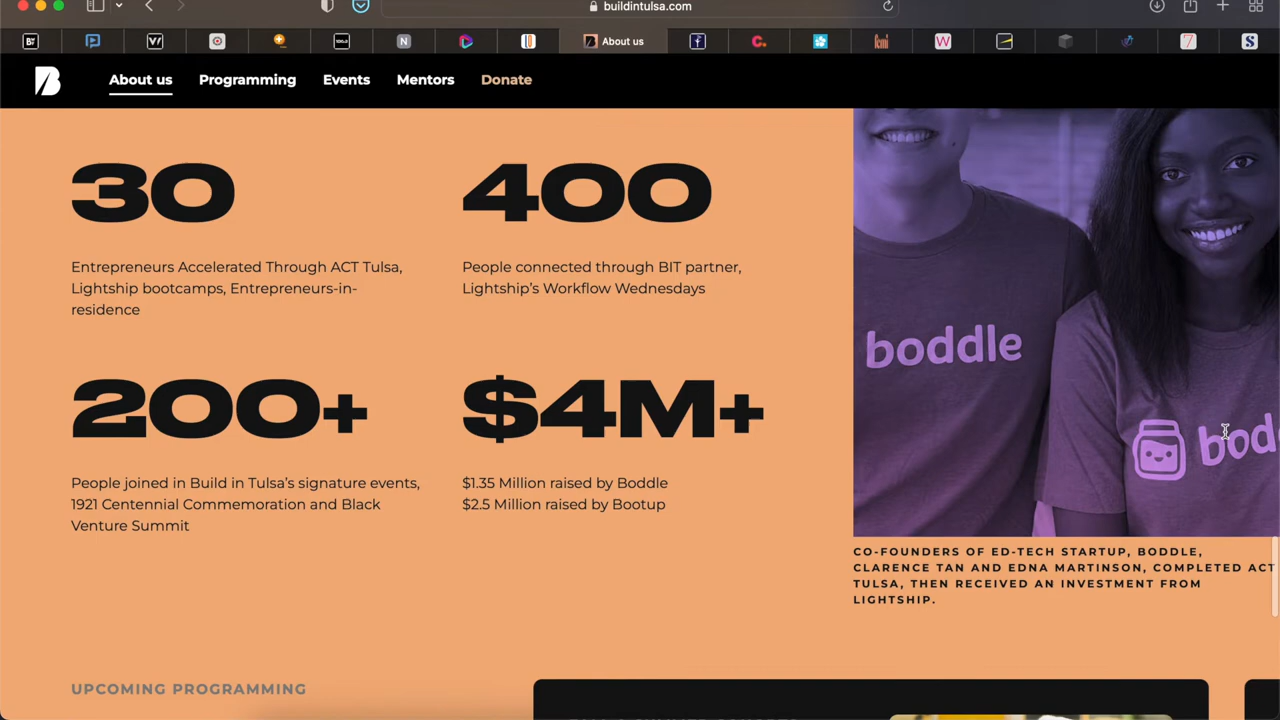 buildintulsa.com
About us
About us
Programming
Events
Mentors
Donate
30
Entrepreneurs Accelerated Through ACT Tulsa,
Lightship bootcamps, Entrepreneurs-in-
residence
400
People connected through BIT partner,
Lightship’s Workflow Wednesdays
200+
People joined in Build in Tulsa’s signature events,
1921 Centennial Commemoration and Black
Venture Summit
$4M+
$1.35 Million raised by Boddle
$2.5 Million raised by Bootup
boddle
bod
CO-FOUNDERS OF ED-TECH STARTUP, BODDLE,
CLARENCE TAN AND EDNA MARTINSON, COMPLETED ACT
TULSA, THEN RECEIVED AN INVESTMENT FROM
LIGHTSHIP.
UPCOMING PROGRAMMING